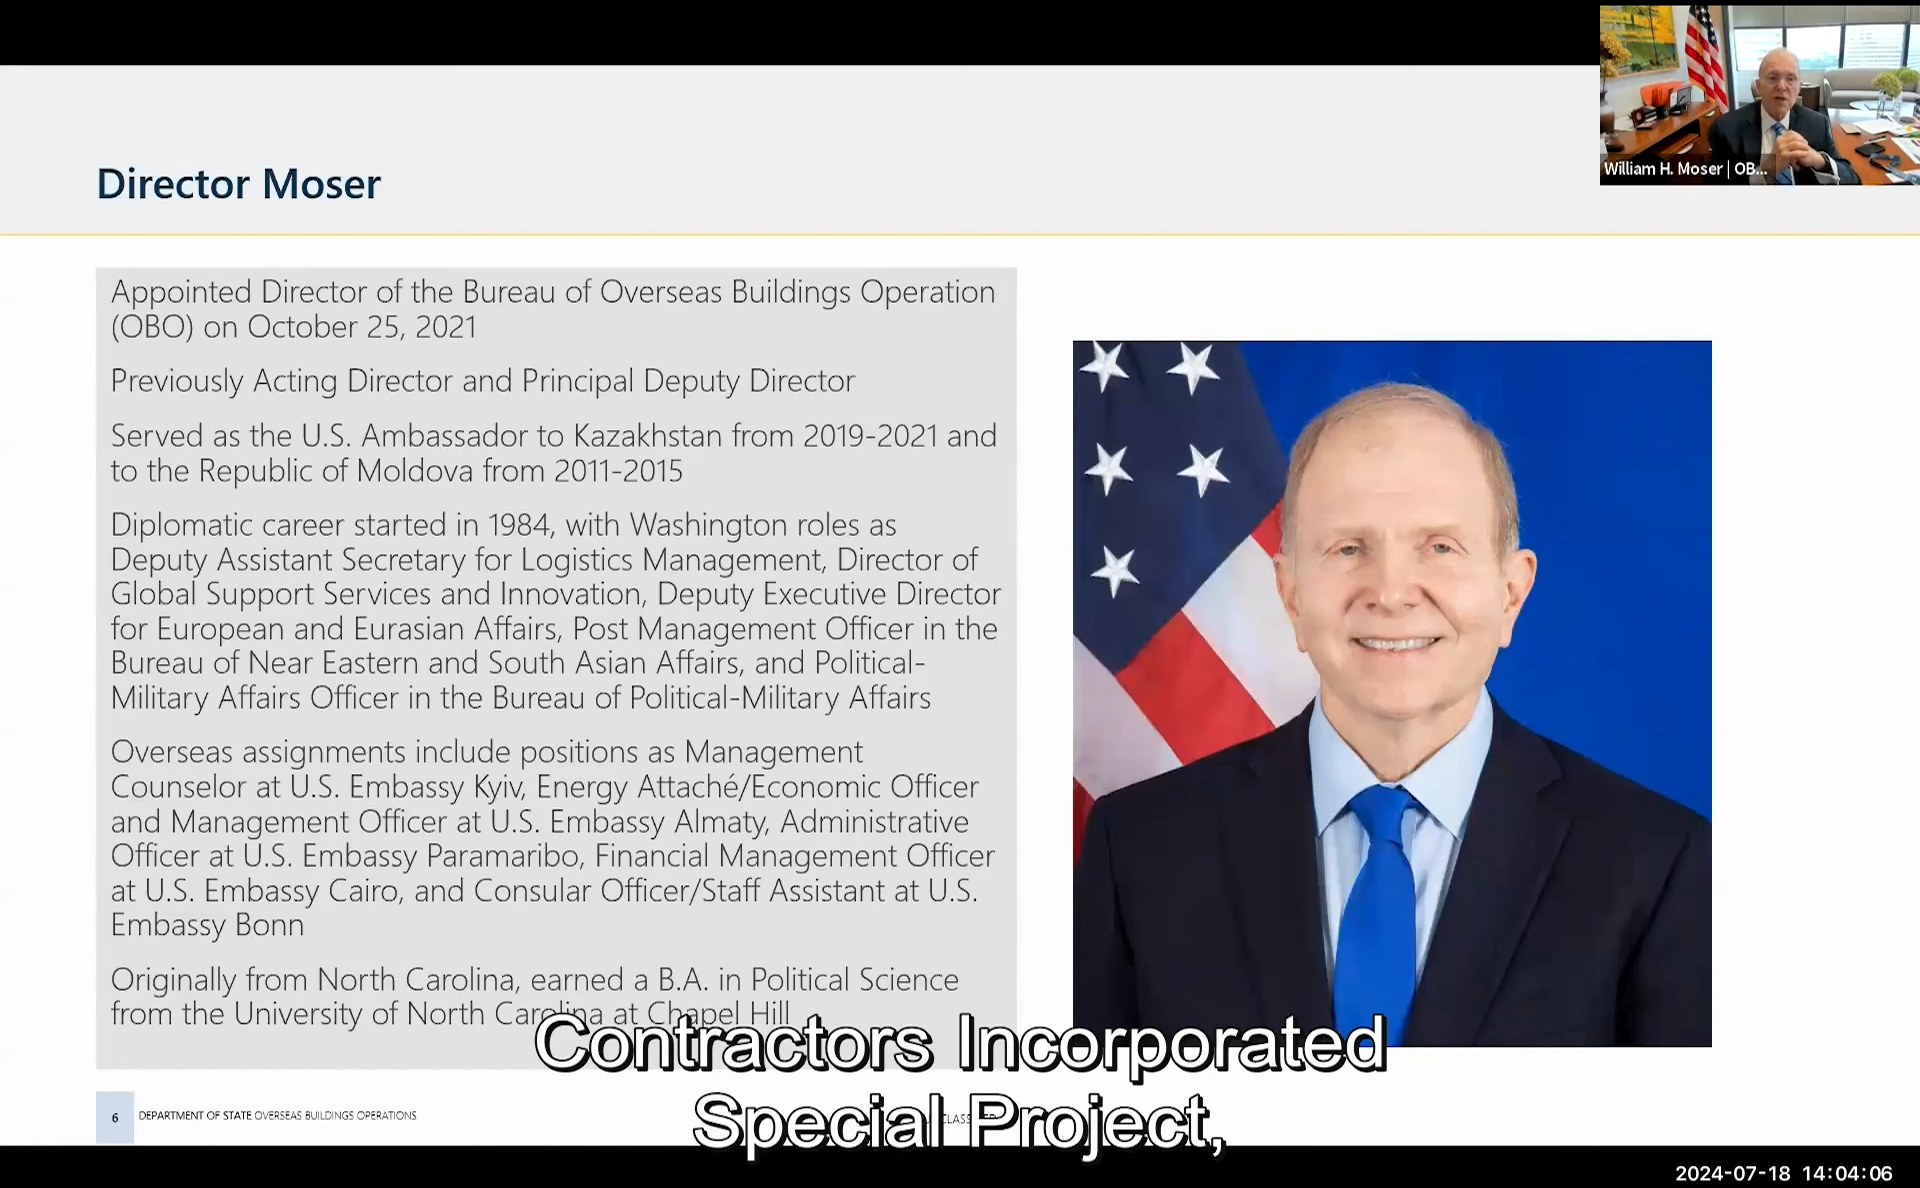 William H. Moser | OB...
Director Moser
Appointed Director of the Bureau of Overseas Buildings Operation
(OBO) on October 25, 2021
Previously Acting Director and Principal Deputy Director
Served as the U.S. Ambassador to Kazakhstan from 2019-2021 and
to the Republic of Moldova from 2011-2015
Diplomatic career started in 1984, with Washington roles as
Deputy Assistant Secretary for Logistics Management, Director of
Global Support Services and Innovation, Deputy Executive Director
for European and Eurasian Affairs, Post Management Officer in the
Bureau of Near Eastern and South Asian Affairs, and Political-
Military Affairs Officer in the Bureau of Political-Military Affairs
Overseas assignments include positions as Management
Counselor at U.S. Embassy Kyiv, Energy Attaché/Economic Officer
and Management Officer at U.S. Embassy Almaty, Administrative
Officer at U.S. Embassy Paramaribo, Financial Management Officer
at U.S. Embassy Cairo, and Consular Officer/Staff Assistant at U.S.
Embassy Bonn
Originally from North Carolina, earned a B.A. in Political Science
from the University of North Carolina at Chapel Hill
Contractors Incorporated
Special Project,
6 DEPARTMENT OF STATE OVERSEAS BUILDINGS OPERATIONS
2024-07-18 14:04:06